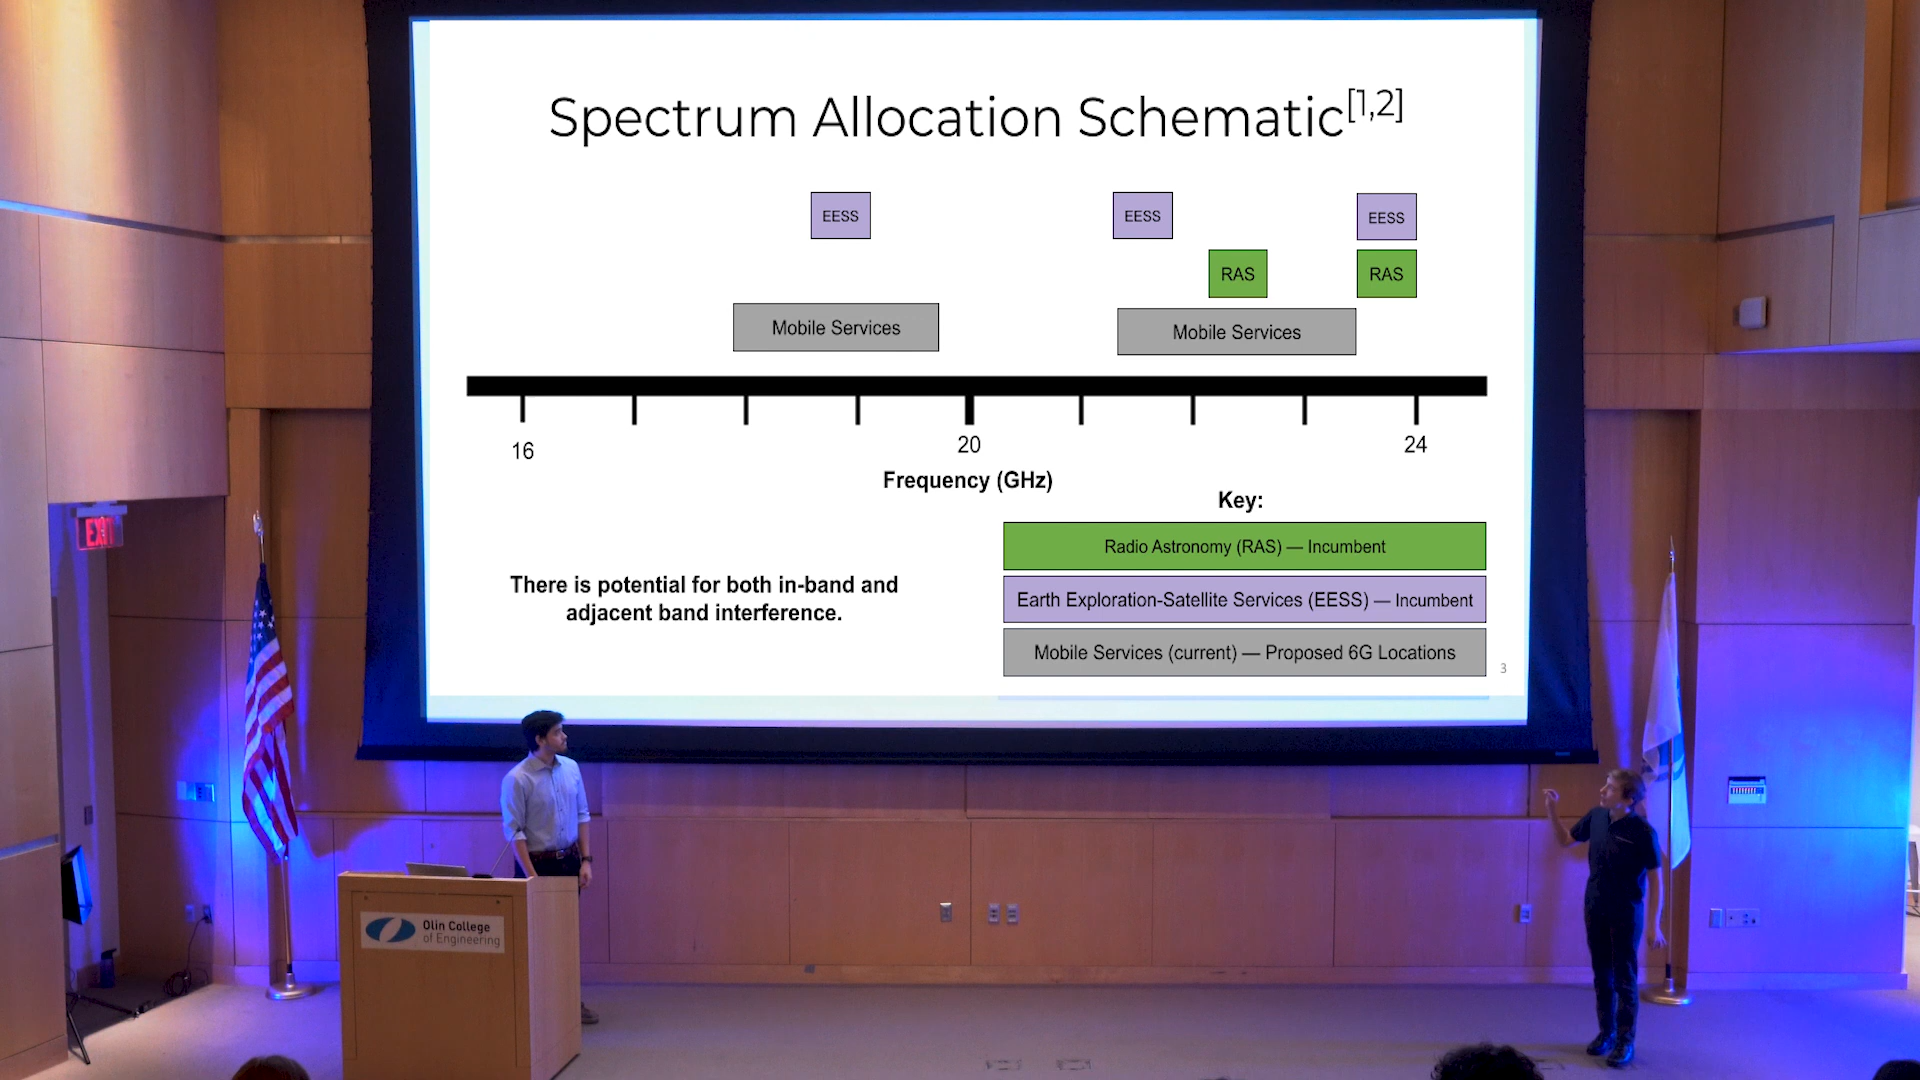 Spectrum Allocation Schematic[1,2]
EESS
EESS
EESS
RAS
RAS
Mobile Services
Mobile Services
16
20
24
Frequency (GHz)
Key:
Radio Astronomy (RAS) — Incumbent
There is potential for both in-band and
adjacent band interference.
Earth Exploration-Satellite Services (EESS) — Incumbent
Mobile Services (current) — Proposed 6G Locations
3
EXIT
Olin College
of Engineering